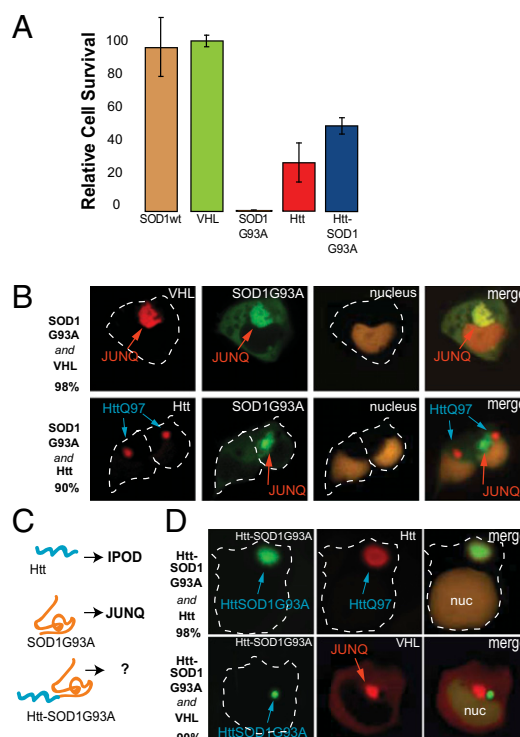 A
Relative Cell Survival
100
80
60
40
20
0
SOD1wt
VHL
SOD1
G93A
Htt
Htt-
SOD1
G93A
B
SOD1
G93A
and
VHL
98%
VHL
JUNQ
SOD1G93A
JUNQ
nucleus
merge
JUNQ
SOD1
G93A
and
Htt
90%
Htt
HttQ97
SOD1G93A
JUNQ
nucleus
merge
HttQ97
JUNQ
C
Htt
IPOD
SOD1G93A
JUNQ
Htt-SOD1G93A
?
D
Htt-
SOD1
G93A
and
Htt
98%
Htt-SOD1G93A
HttSOD1G93A
Htt
HttQ97
merge
nuc
Htt-
SOD1
G93A
and
VHL
Htt-SOD1G93A
HttSOD1G93A
VHL
JUNQ
merge
nuc